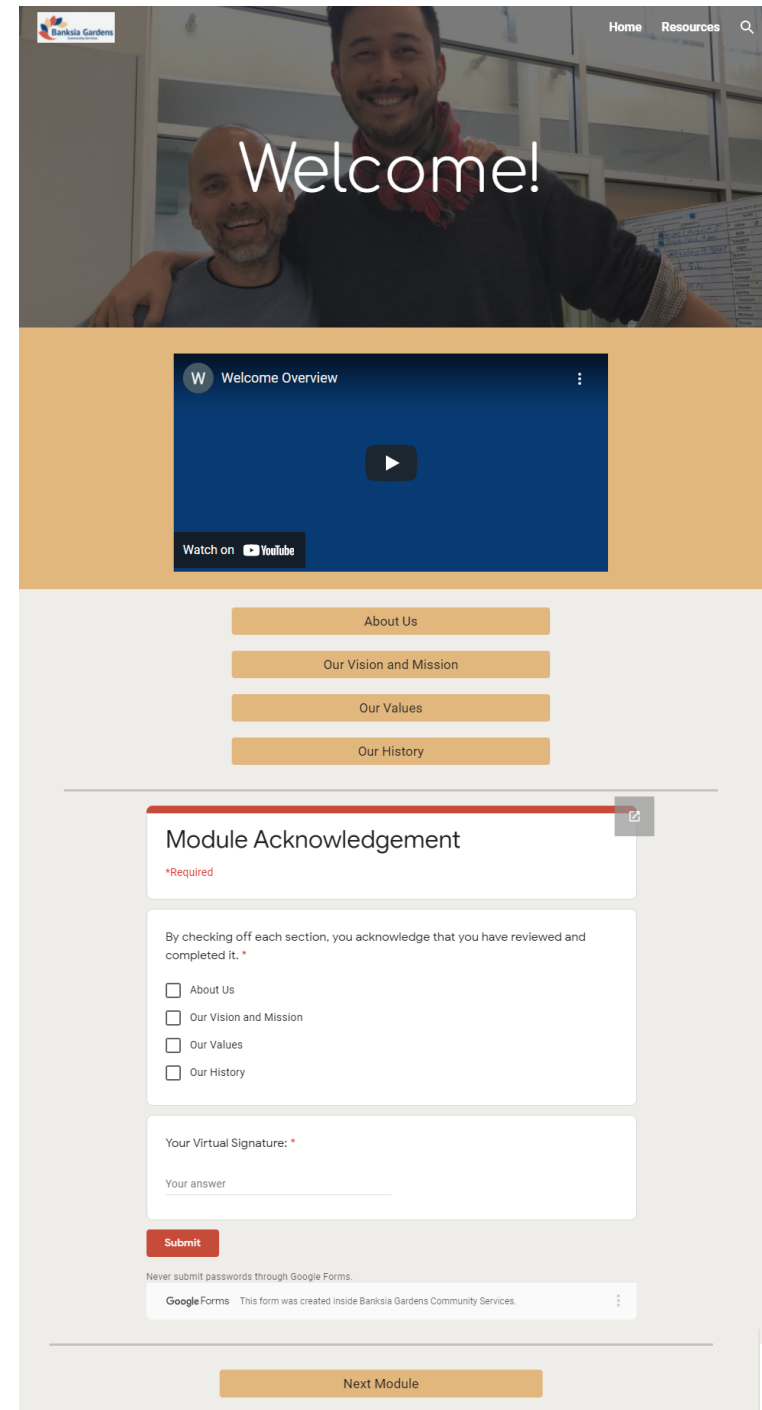 Banksia Gardens
Community Services
Home Resources
Welcome!
W Welcome Overview
Watch on YouTube
About Us
Our Vision and Mission
Our Values
Our History
Module Acknowledgement
*Required
By checking off each section, you acknowledge that you have reviewed and
completed it. *
About Us
Our Vision and Mission
Our Values
Our History
Your Virtual Signature: *
Your answer
Submit
Never submit passwords through Google Forms.
Google Forms This form was created inside Banksia Gardens Community Services.
Next Module